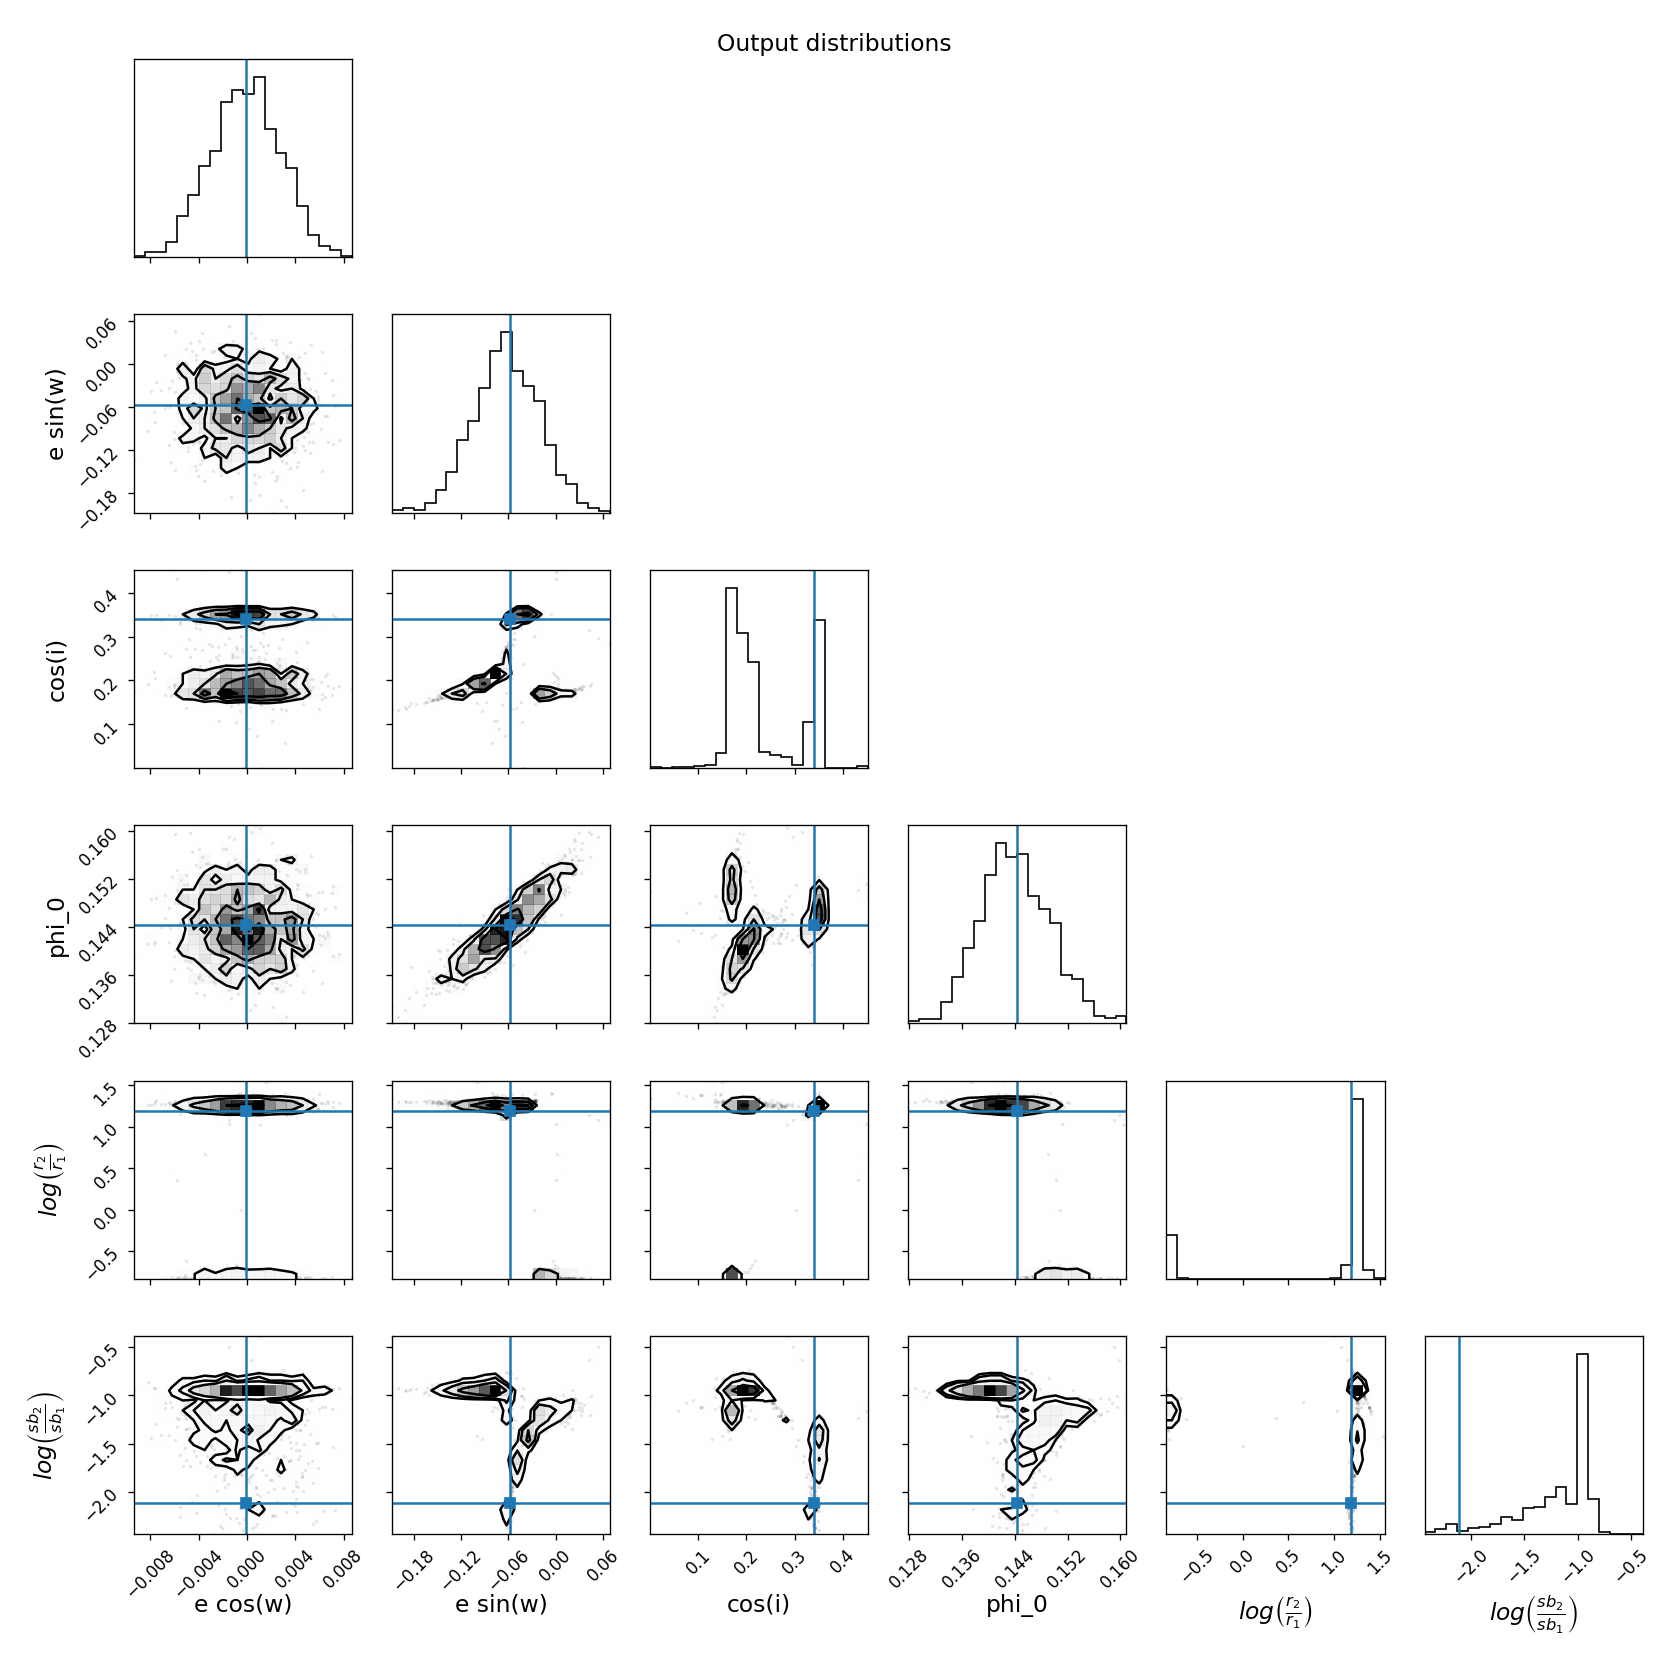 Output distributions
e sin(w)
0.06
0.00
−0.06
−0.12
−0.18
cos(i)
0.4
0.3
0.2
0.1
phi_0
0.160
0.152
0.144
0.136
0.128
log(r₂/r₁)
1.5
1.0
0.5
0.0
−0.5
log(sb₂/sb₁)
−0.5
−1.0
−1.5
−2.0
−0.008 −0.004 0.000 0.004 0.008
−0.18 −0.12 −0.06 0.00 0.06
0.1 0.2 0.3 0.4
0.128 0.136 0.144 0.152 0.160
−0.5 0.0 0.5 1.0 1.5
−2.0 −1.5 −1.0 −0.5
e cos(w)
e sin(w)
cos(i)
phi_0
log(r₂/r₁)
log(sb₂/sb₁)